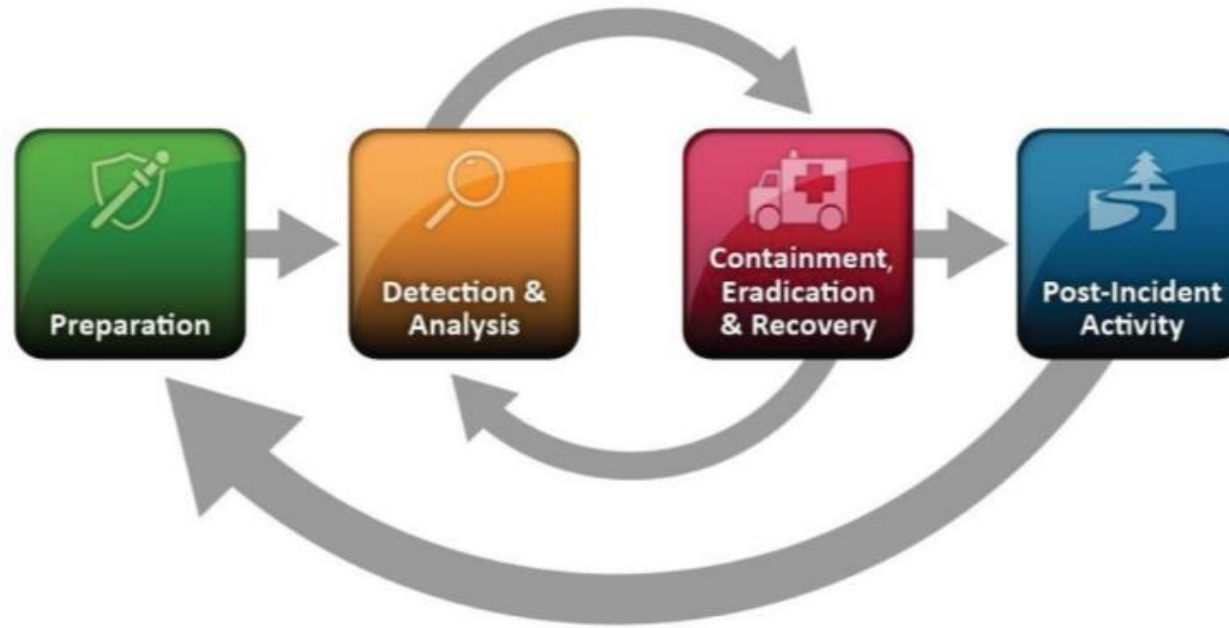 Preparation
Detection &
Analysis
Containment,
Eradication
& Recovery
Post-Incident
Activity